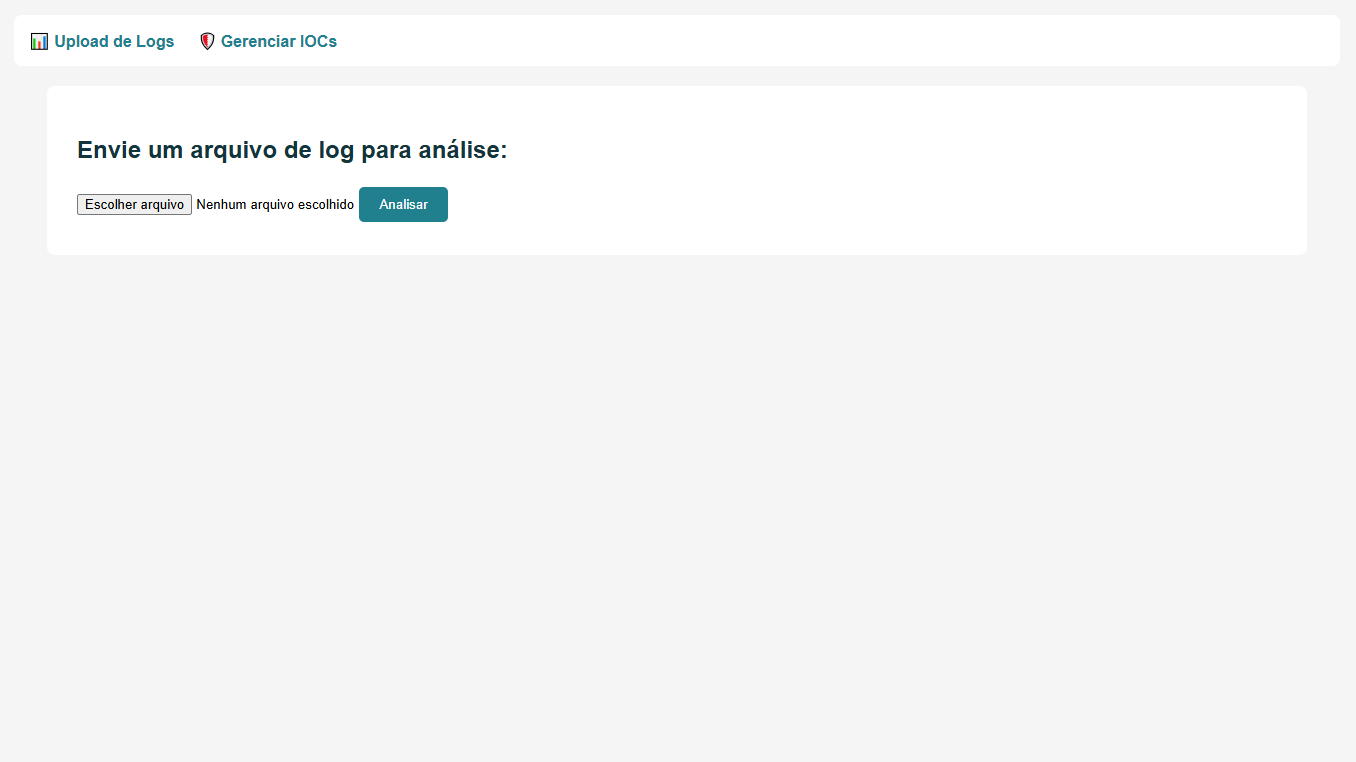 Upload de Logs Gerenciar IOCs
Envie um arquivo de log para análise:
Escolher arquivo Nenhum arquivo escolhido Analisar